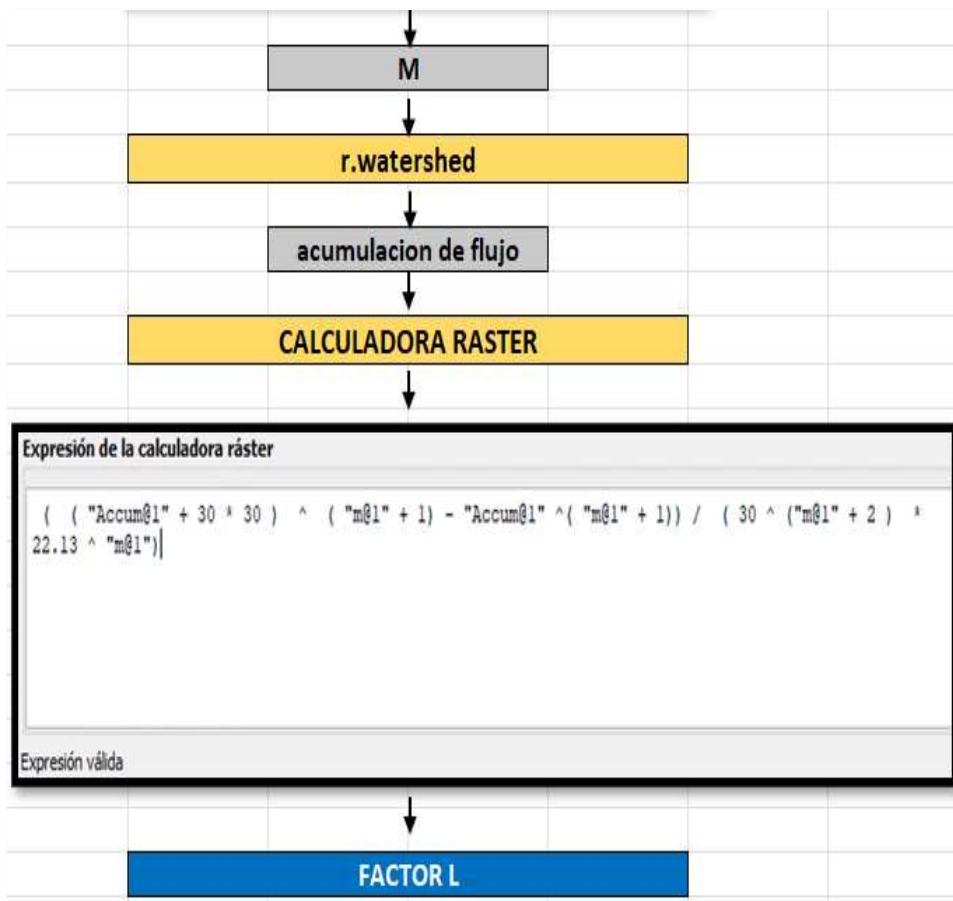 M
r.watershed
acumulacion de flujo
CALCULADORA RASTER
Expresión de la calculadora ráster
( ( "Accum@1" + 30 * 30 ) ^ ( "m@1" + 1) - "Accum@1" ^( "m@1" + 1)) / ( 30 ^ ("m@1" + 2 ) *
22.13 ^ "m@1")
Expresión válida
FACTOR L